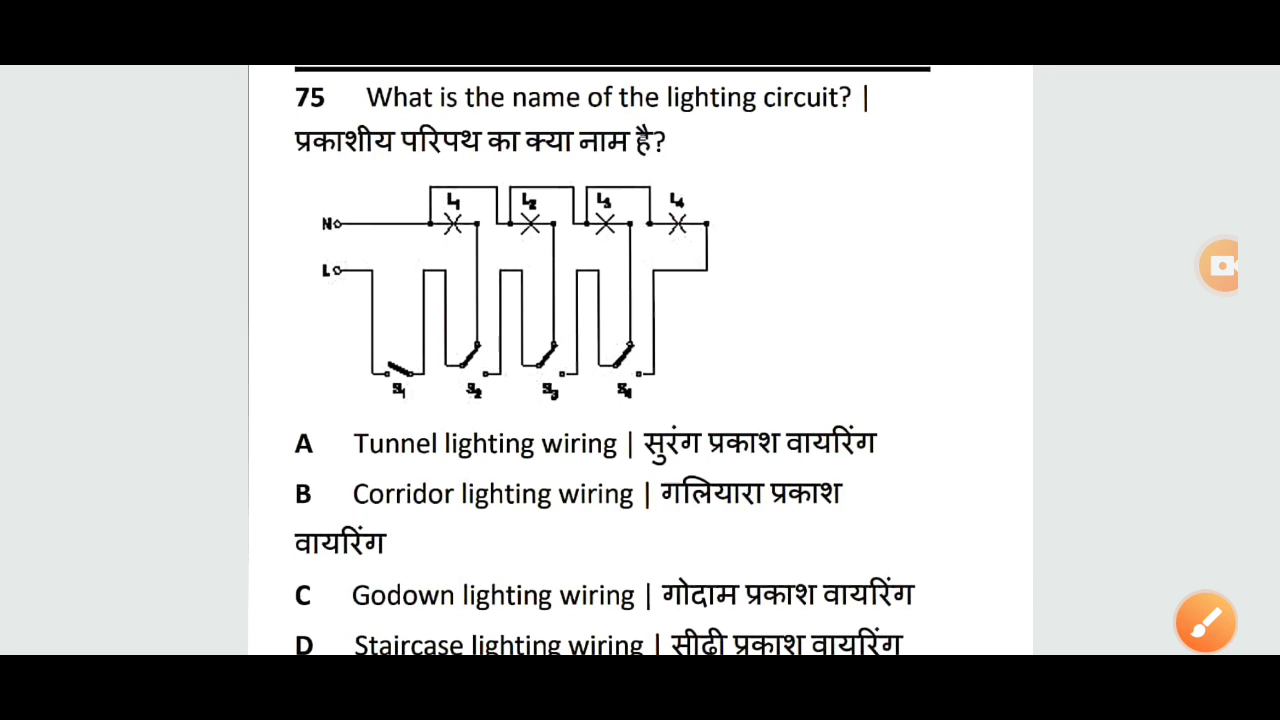 75 What is the name of the lighting circuit? |
प्रकाशीय परिपथ का क्या नाम है?
L1 L2 L3 L4
N
L
S1 S2 S3 S4
A Tunnel lighting wiring | सुरंग प्रकाश वायरिंग
B Corridor lighting wiring | गलियारा प्रकाश
वायरिंग
C Godown lighting wiring | गोदाम प्रकाश वायरिंग
D Staircase lighting wiring | सीढी प्रकाश वायरिंग